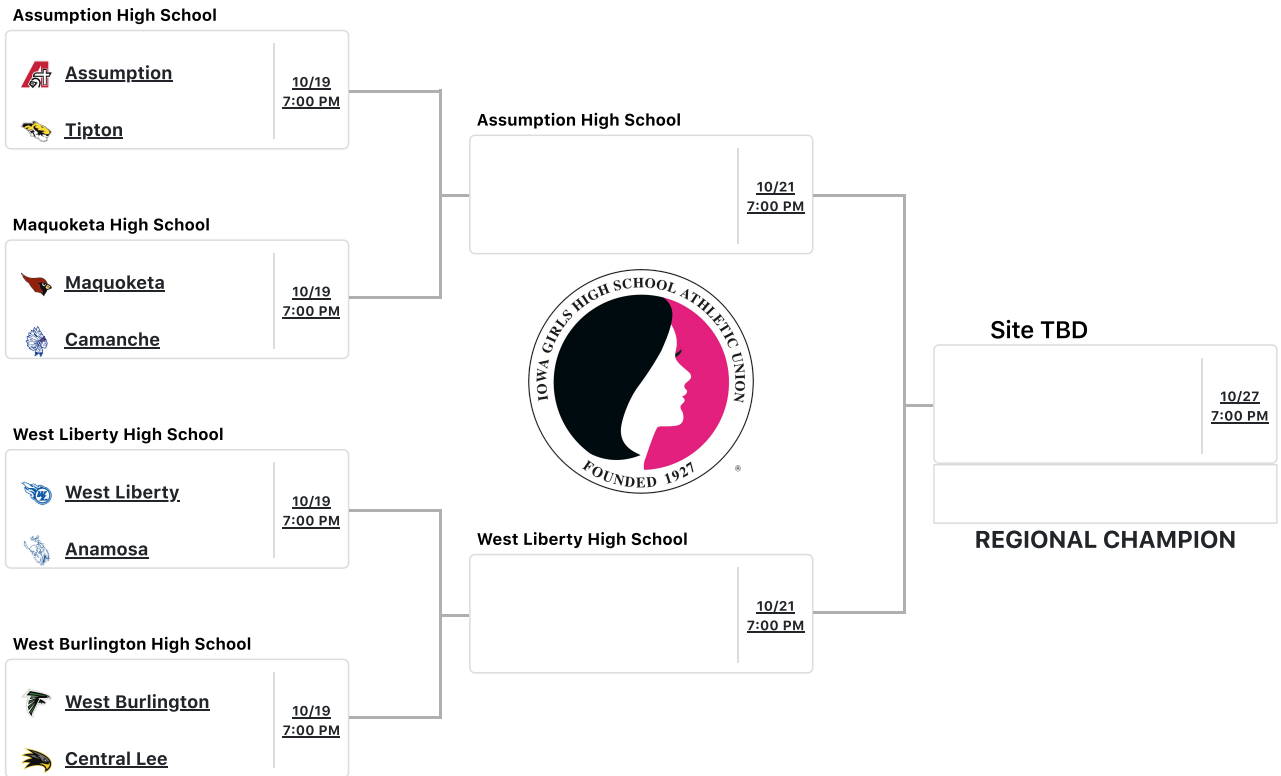 Assumption High School
Assumption
10/19
7:00 PM
Tipton
Maquoketa High School
Maquoketa
10/19
7:00 PM
Camanche
West Liberty High School
West Liberty
10/19
7:00 PM
Anamosa
West Burlington High School
West Burlington
10/19
7:00 PM
Central Lee
Assumption High School
10/21
7:00 PM
IOWA GIRLS HIGH SCHOOL ATHLETIC UNION
FOUNDED 1927
®
West Liberty High School
10/21
7:00 PM
Site TBD
10/27
7:00 PM
REGIONAL CHAMPION